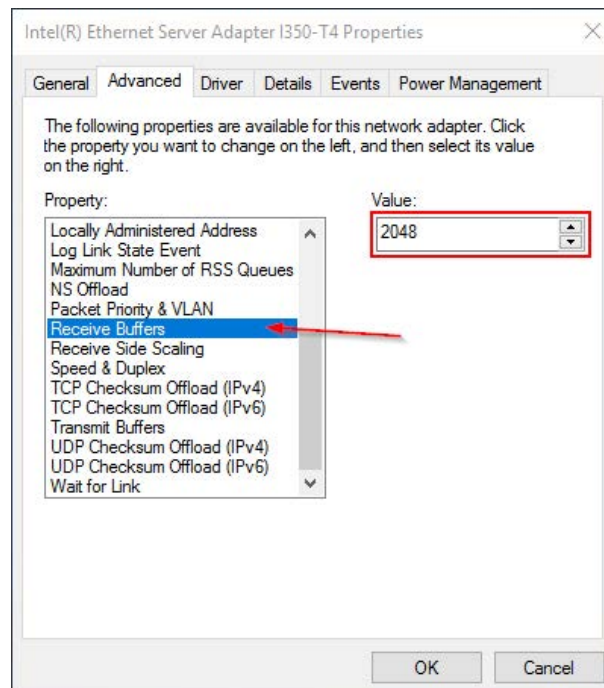 Intel(R) Ethernet Server Adapter I350-T4 Properties
General Advanced Driver Details Events Power Management
The following properties are available for this network adapter. Click
the property you want to change on the left, and then select its value
on the right.
Property:
Value:
Locally Administered Address
Log Link State Event
Maximum Number of RSS Queues
NS Offload
Packet Priority & VLAN
Receive Buffers
Receive Side Scaling
Speed & Duplex
TCP Checksum Offload (IPv4)
TCP Checksum Offload (IPv6)
Transmit Buffers
UDP Checksum Offload (IPv4)
UDP Checksum Offload (IPv6)
Wait for Link
2048
OK
Cancel